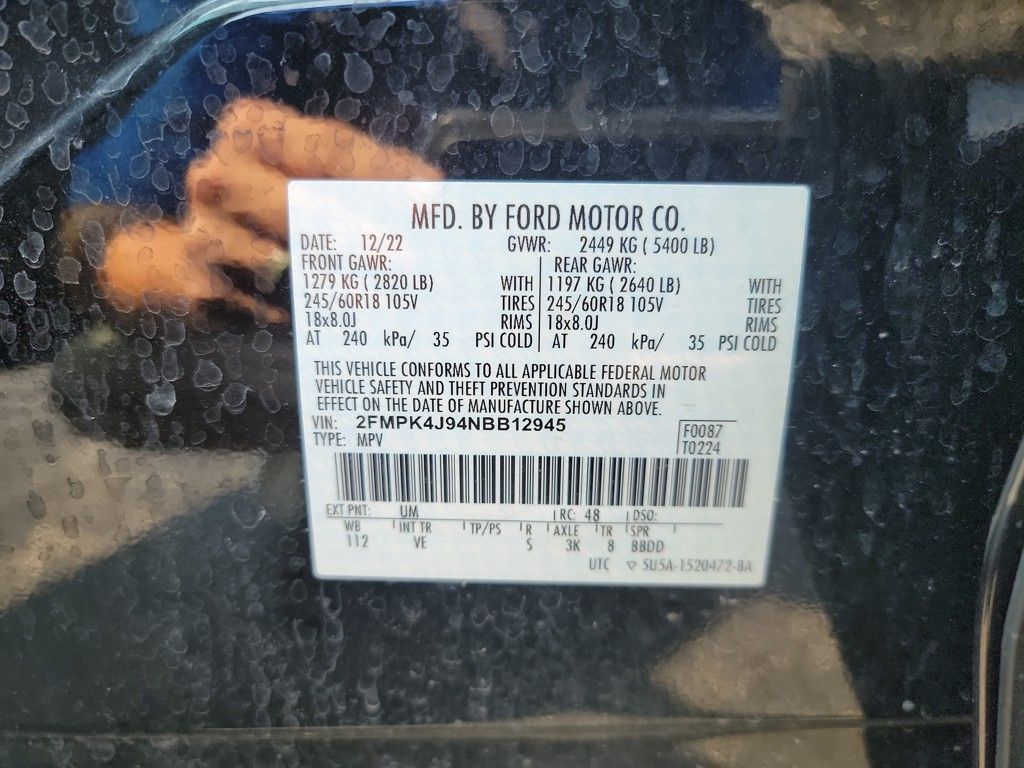 MFD. BY FORD MOTOR CO.
DATE: 12/22 GVWR: 2449 KG ( 5400 LB)
FRONT GAWR: REAR GAWR:
1279 KG ( 2820 LB) WITH 1197 KG ( 2640 LB) WITH
245/60R18 105V TIRES 245/60R18 105V TIRES
18x8.0J RIMS 18x8.0J RIMS
AT 240 kPa/ 35 PSI COLD AT 240 kPa/ 35 PSI COLD
THIS VEHICLE CONFORMS TO ALL APPLICABLE FEDERAL MOTOR
VEHICLE SAFETY AND THEFT PREVENTION STANDARDS IN
EFFECT ON THE DATE OF MANUFACTURE SHOWN ABOVE.
VIN: 2FMPK4J94NBB12945
TYPE: MPV
F0087
T0224
EXT PNT: UM RC: 48 DSO:
WB INT TR TP/PS R AXLE TR SPR
112 VE S 3K 8 BBDD
UTC ▽ 5U5A-1520472-BA